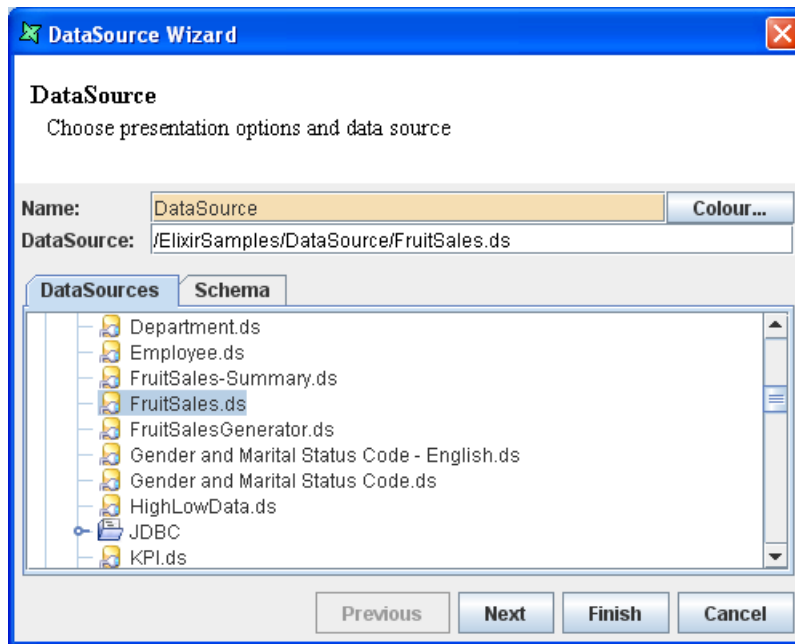 DataSource Wizard
DataSource
Choose presentation options and data source
Name: DataSource Colour...
DataSource: /ElixirSamples/DataSource/FruitSales.ds
DataSources Schema
Department.ds
Employee.ds
FruitSales-Summary.ds
FruitSales.ds
FruitSalesGenerator.ds
Gender and Marital Status Code - English.ds
Gender and Marital Status Code.ds
HighLowData.ds
JDBC
KPI.ds
Previous Next Finish Cancel